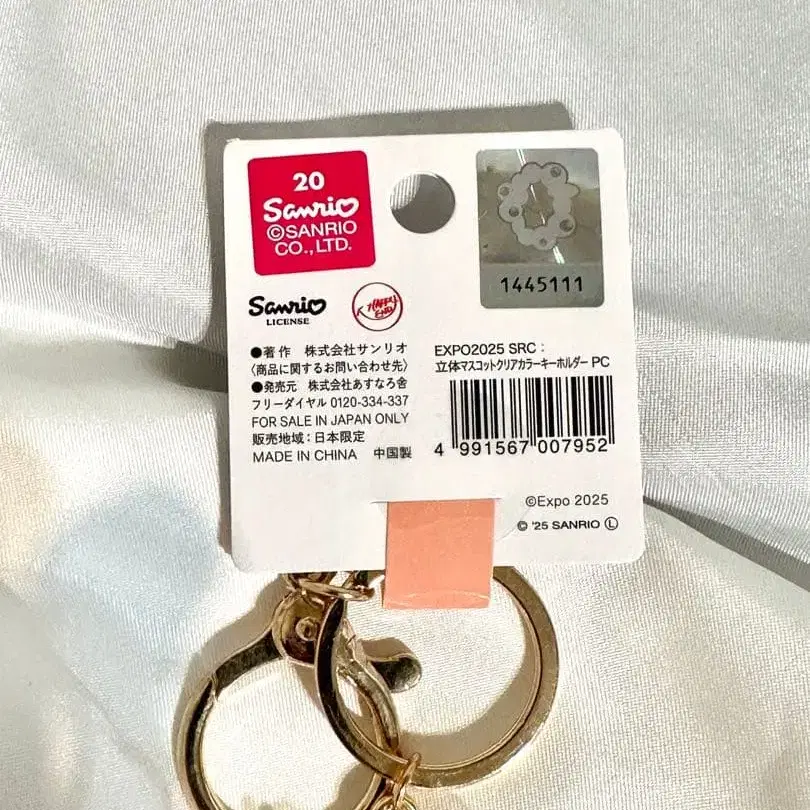 20
Sanrio
©SANRIO
CO., LTD.
1445111
Sanrio
LICENSE
HAPPY
END
●著作 株式会社サンリオ
〈商品に関するお問い合わせ先〉
●発売元 株式会社あすなろ舎
フリーダイヤル 0120-334-337
FOR SALE IN JAPAN ONLY
販売地域：日本限定
MADE IN CHINA 中国製
EXPO2025 SRC：
立体マスコットクリアカラーキーホルダー PC
4 991567 007952
©Expo 2025
© '25 SANRIO Ⓛ